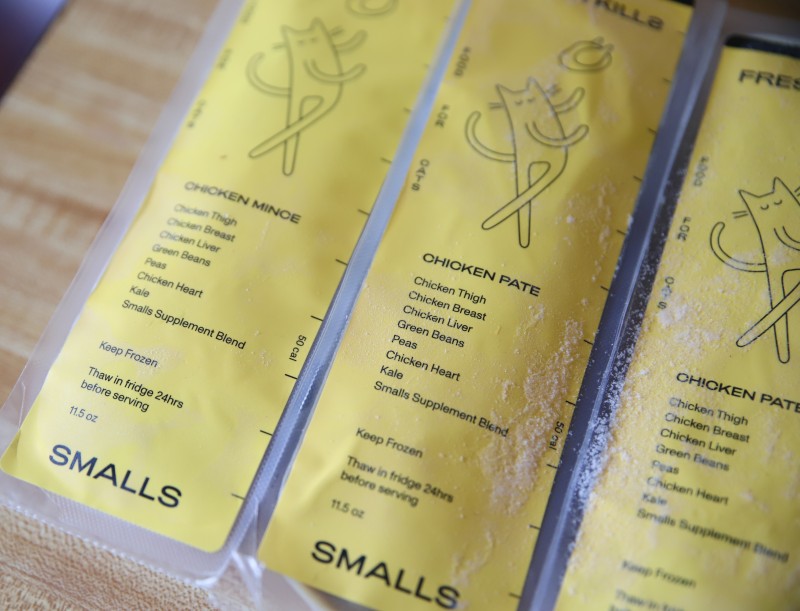 CHICKEN MINCE
Chicken Thigh
Chicken Breast
Chicken Liver
Green Beans
Peas
Chicken Heart
Kale
Smalls Supplement Blend
Keep Frozen
Thaw in fridge 24hrs
before serving
11.5 oz
50 cal
SMALLS
CHICKEN PATE
Chicken Thigh
Chicken Breast
Chicken Liver
Green Beans
Peas
Chicken Heart
Kale
Smalls Supplement Blend
Keep Frozen
Thaw in fridge 24hrs
before serving
11.5 oz
50 cal
SMALLS
CHICKEN PATE
Chicken Thigh
Chicken Breast
Chicken Liver
Green Beans
Peas
Chicken Heart
Kale
Smalls Supplement Blend
Keep Frozen